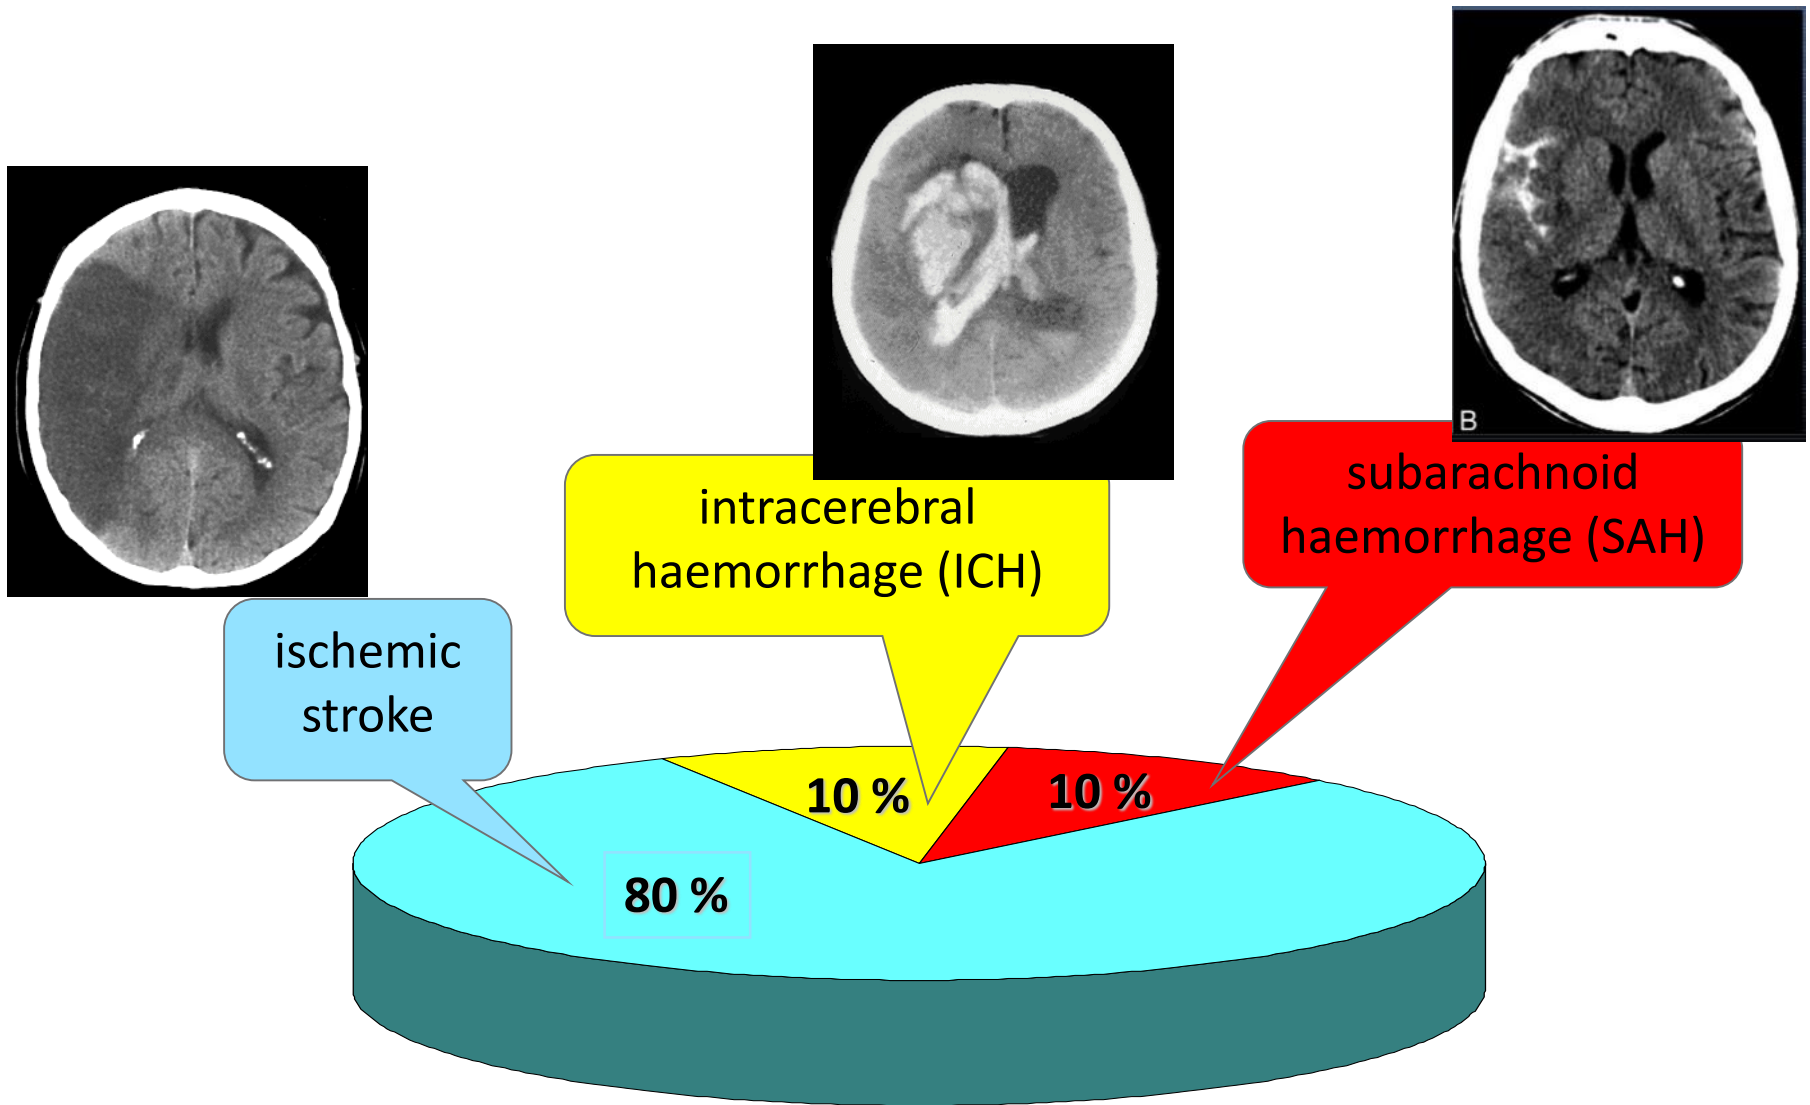 B
subarachnoid
haemorrhage (SAH)
intracerebral
haemorrhage (ICH)
ischemic
stroke
10 %
10 %
80 %